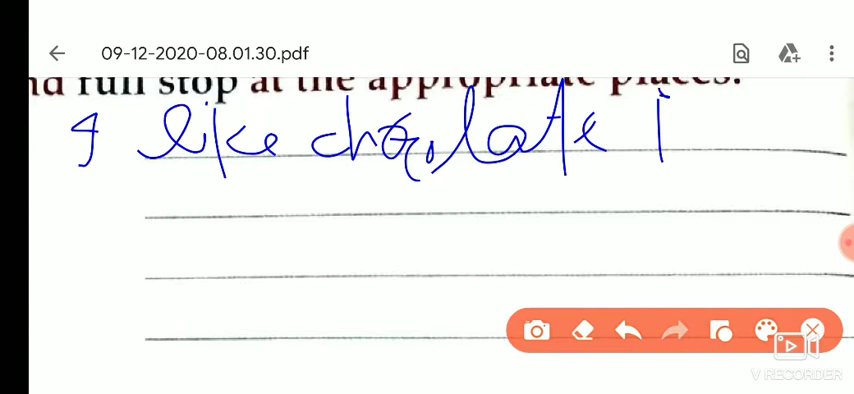 09-12-2020-08.01.30.pdf
nd full stop at the appropriate places.
I like chocolate i
V RECORDER